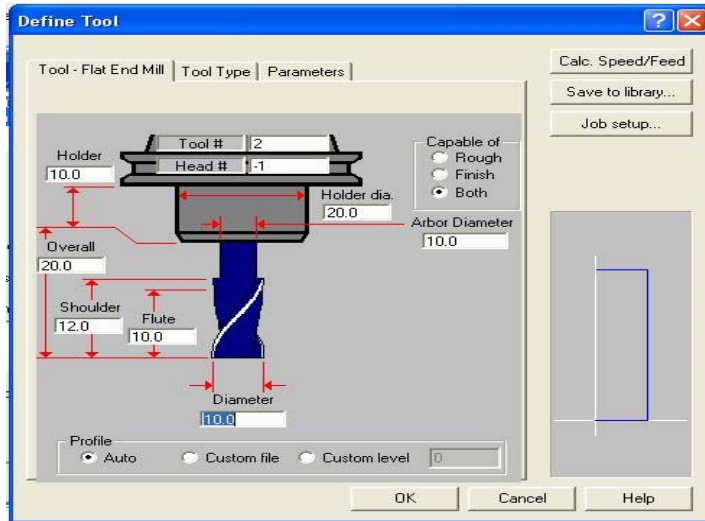 Define Tool
Tool - Flat End Mill
Tool Type
Parameters
Calc. Speed/Feed
Save to library...
Job setup...
Tool #
2
Head #
-1
Holder
10.0
Capable of
Rough
Finish
Both
Holder dia.
20.0
Arbor Diameter
10.0
Overall
20.0
Shoulder
12.0
Flute
10.0
Diameter
10.0
Profile
Auto
Custom file
Custom level
0
OK
Cancel
Help